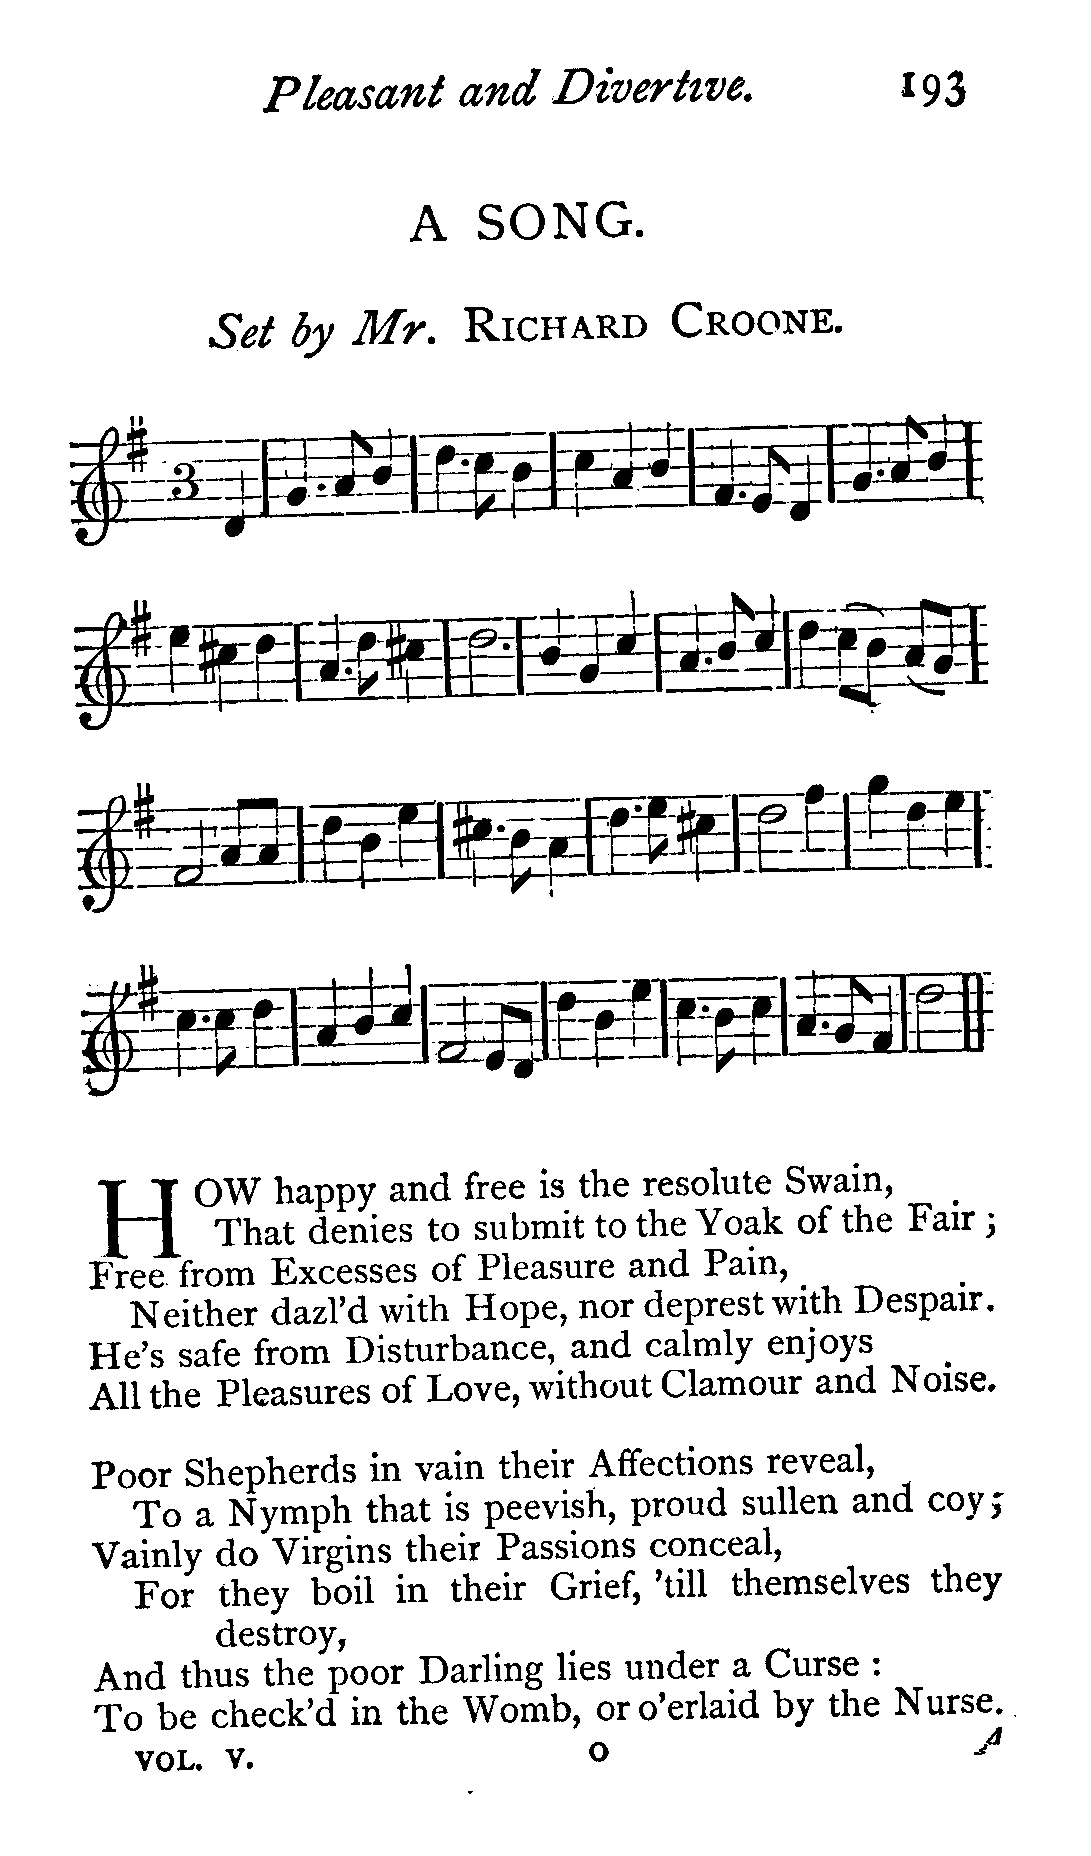 Pleasant and Divertive. 193
A SONG.
Set by Mr. RICHARD CROONE.
3
HOW happy and free is the resolute Swain,
That denies to submit to the Yoak of the Fair ;
Free from Excesses of Pleasure and Pain,
Neither dazl'd with Hope, nor deprest with Despair.
He's safe from Disturbance, and calmly enjoys
All the Pleasures of Love, without Clamour and Noise.
Poor Shepherds in vain their Affections reveal,
To a Nymph that is peevish, proud sullen and coy ;
Vainly do Virgins their Passions conceal,
For they boil in their Grief, 'till themselves they
destroy,
And thus the poor Darling lies under a Curse :
To be check'd in the Womb, or o'erlaid by the Nurse.
VOL. V. O A